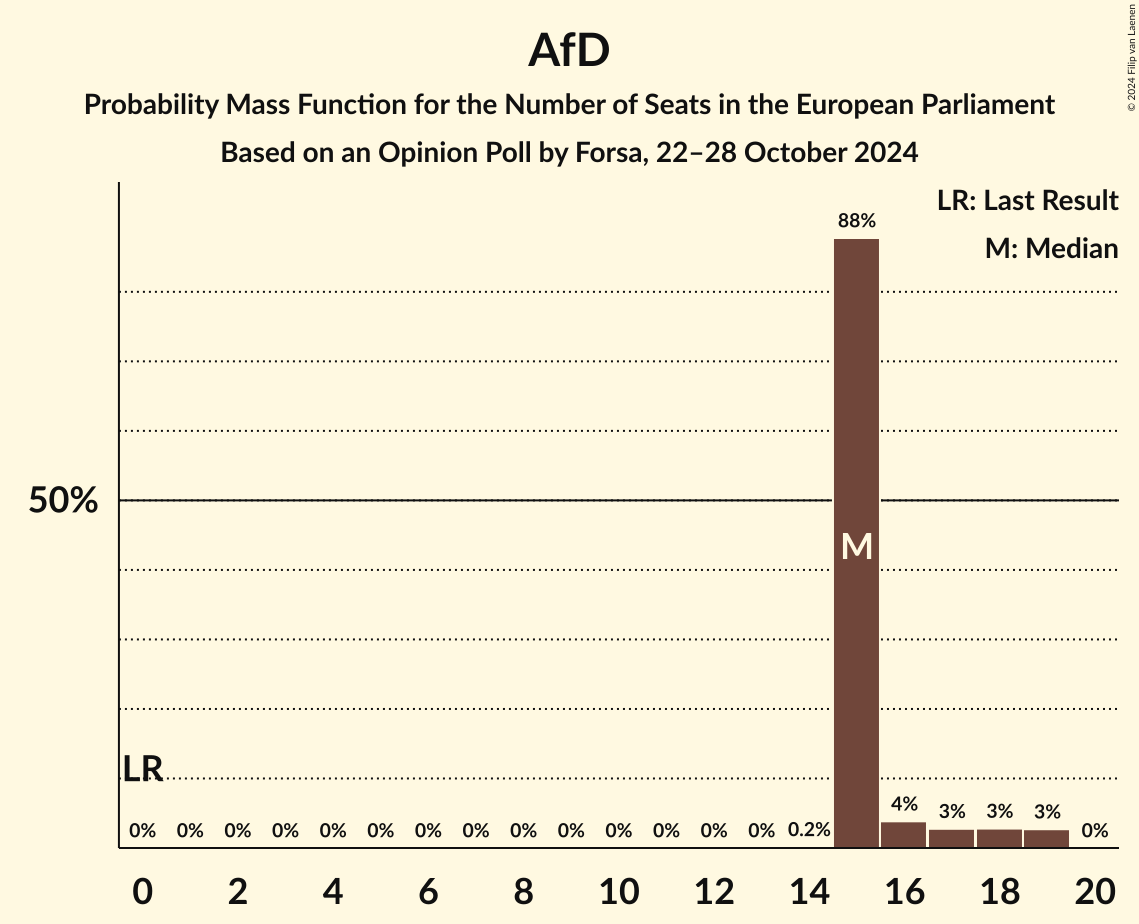 AfD
Probability Mass Function for the Number of Seats in the European Parliament
Based on an Opinion Poll by Forsa, 22–28 October 2024
© 2024 Filip van Laenen
LR: Last Result
M: Median
88%
50%
M
LR
0% 0% 0% 0% 0% 0% 0% 0% 0% 0% 0% 0% 0% 0% 0.2% 4% 3% 3% 3% 0%
0 2 4 6 8 10 12 14 16 18 20